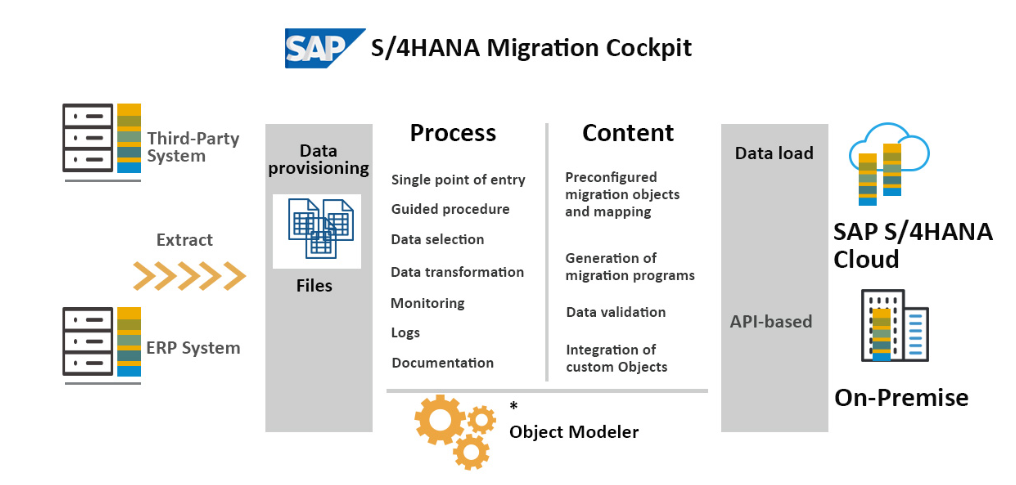 SAP S/4HANA Migration Cockpit
Third-Party
System
Extract
ERP System
Data
provisioning
Files
Process
Single point of entry
Guided procedure
Data selection
Data transformation
Monitoring
Logs
Documentation
Content
Preconfigured
migration objects
and mapping
Generation of
migration programs
Data validation
Integration of
custom Objects
*
Object Modeler
Data load
API-based
SAP S/4HANA
Cloud
On-Premise